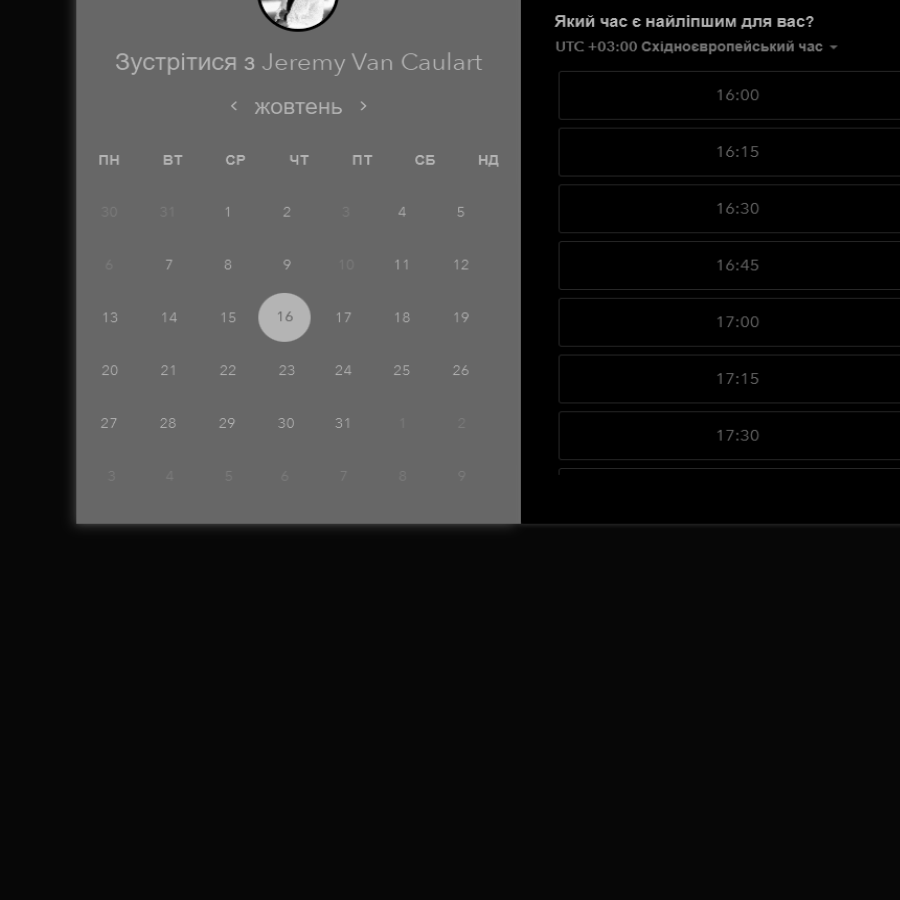 Зустрітися з Jeremy Van Caulart
жовтень
ПН ВТ СР ЧТ ПТ СБ НД
30 31 1 2 3 4 5
6 7 8 9 10 11 12
13 14 15 16 17 18 19
20 21 22 23 24 25 26
27 28 29 30 31 1 2
3 4 5 6 7 8 9
Який час є найліпшим для вас?
UTC +03:00 Східноєвропейський час
16:00
16:15
16:30
16:45
17:00
17:15
17:30